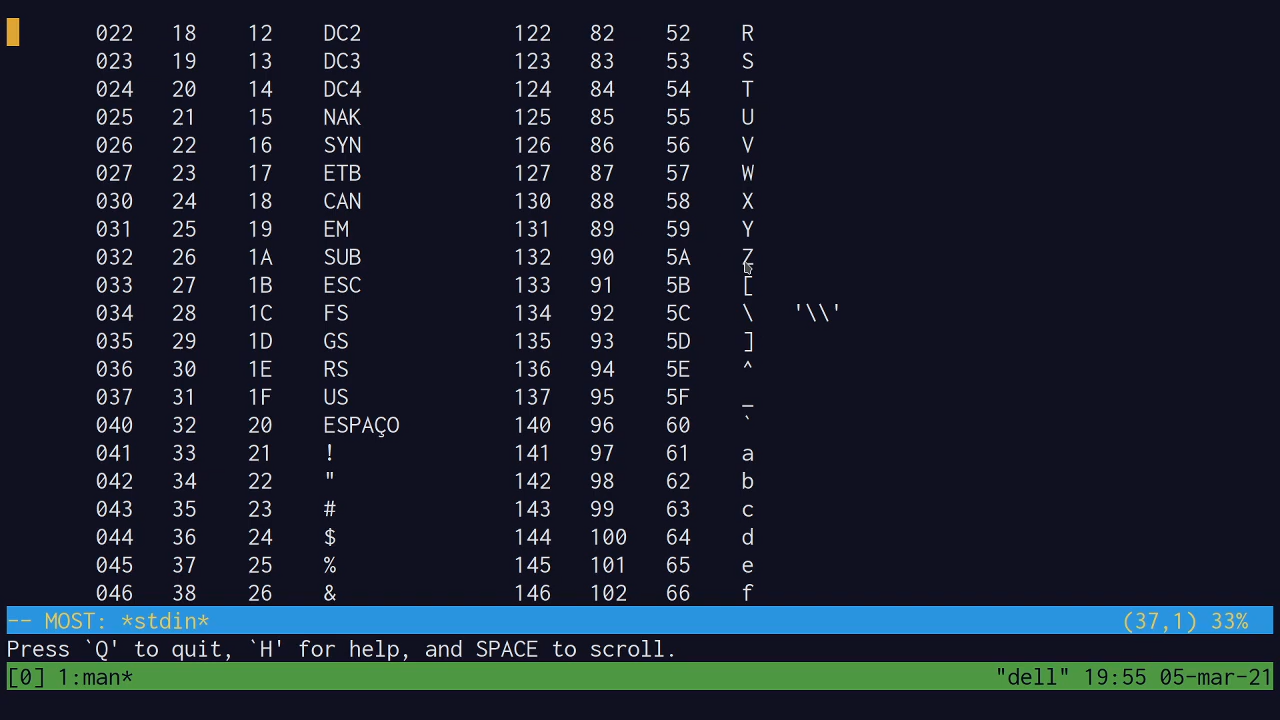 022 18 12 DC2 122 82 52 R
023 19 13 DC3 123 83 53 S
024 20 14 DC4 124 84 54 T
025 21 15 NAK 125 85 55 U
026 22 16 SYN 126 86 56 V
027 23 17 ETB 127 87 57 W
030 24 18 CAN 130 88 58 X
031 25 19 EM 131 89 59 Y
032 26 1A SUB 132 90 5A Z
033 27 1B ESC 133 91 5B [
034 28 1C FS 134 92 5C \ '\\'
035 29 1D GS 135 93 5D ]
036 30 1E RS 136 94 5E ^
037 31 1F US 137 95 5F _
040 32 20 ESPAÇO 140 96 60 `
041 33 21 ! 141 97 61 a
042 34 22 " 142 98 62 b
043 35 23 # 143 99 63 c
044 36 24 $ 144 100 64 d
045 37 25 % 145 101 65 e
046 38 26 & 146 102 66 f
-- MOST: *stdin* (37,1) 33%
Press `Q' to quit, `H' for help, and SPACE to scroll.
[0] 1:man* "dell" 19:55 05-mar-21